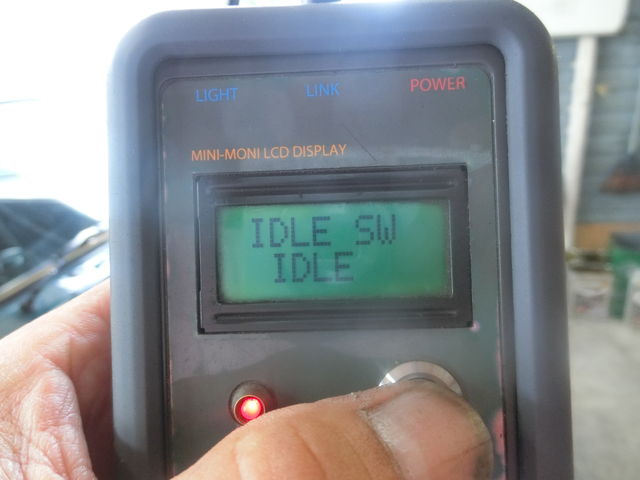 LIGHT LINK POWER
MINI-MONI LCD DISPLAY
IDLE SW
IDLE